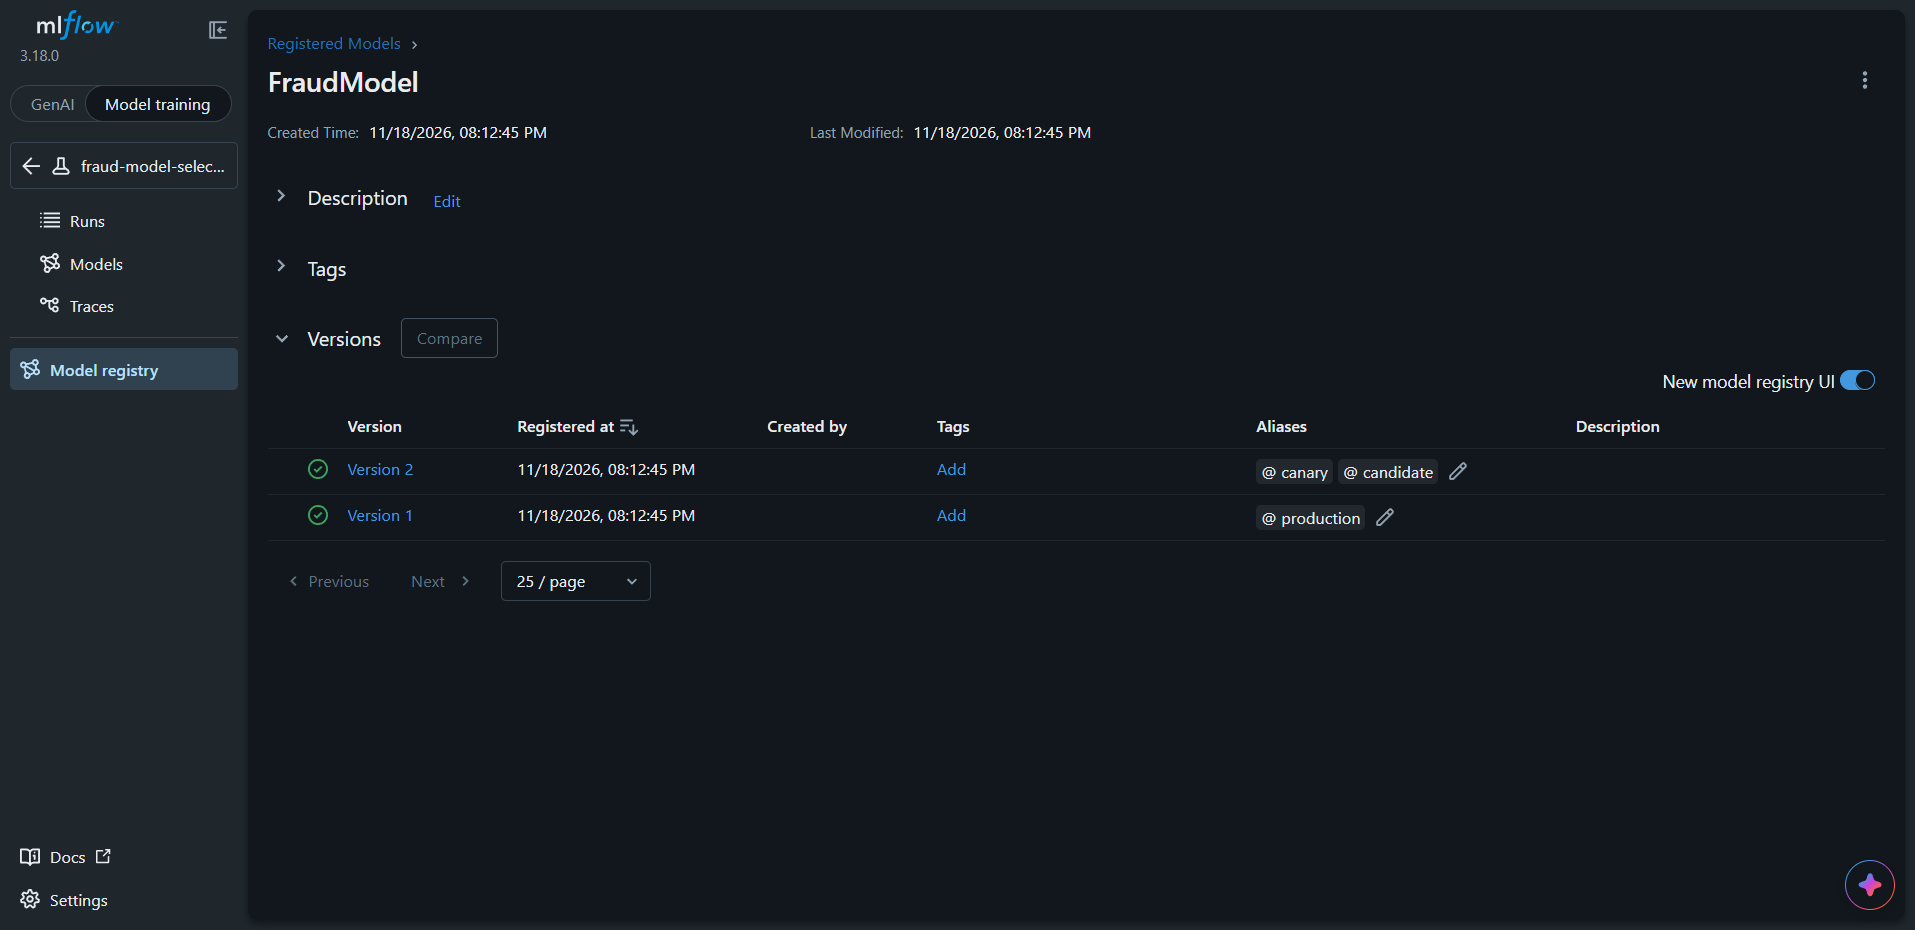 mlflow
3.18.0
GenAI Model training
fraud-model-selec...
Runs
Models
Traces
Model registry
Docs
Settings
Registered Models
FraudModel
Created Time: 11/18/2026, 08:12:45 PM Last Modified: 11/18/2026, 08:12:45 PM
Description Edit
Tags
Versions Compare
New model registry UI
Version Registered at Created by Tags Aliases Description
Version 2 11/18/2026, 08:12:45 PM Add @ canary @ candidate
Version 1 11/18/2026, 08:12:45 PM Add @ production
Previous Next 25 / page